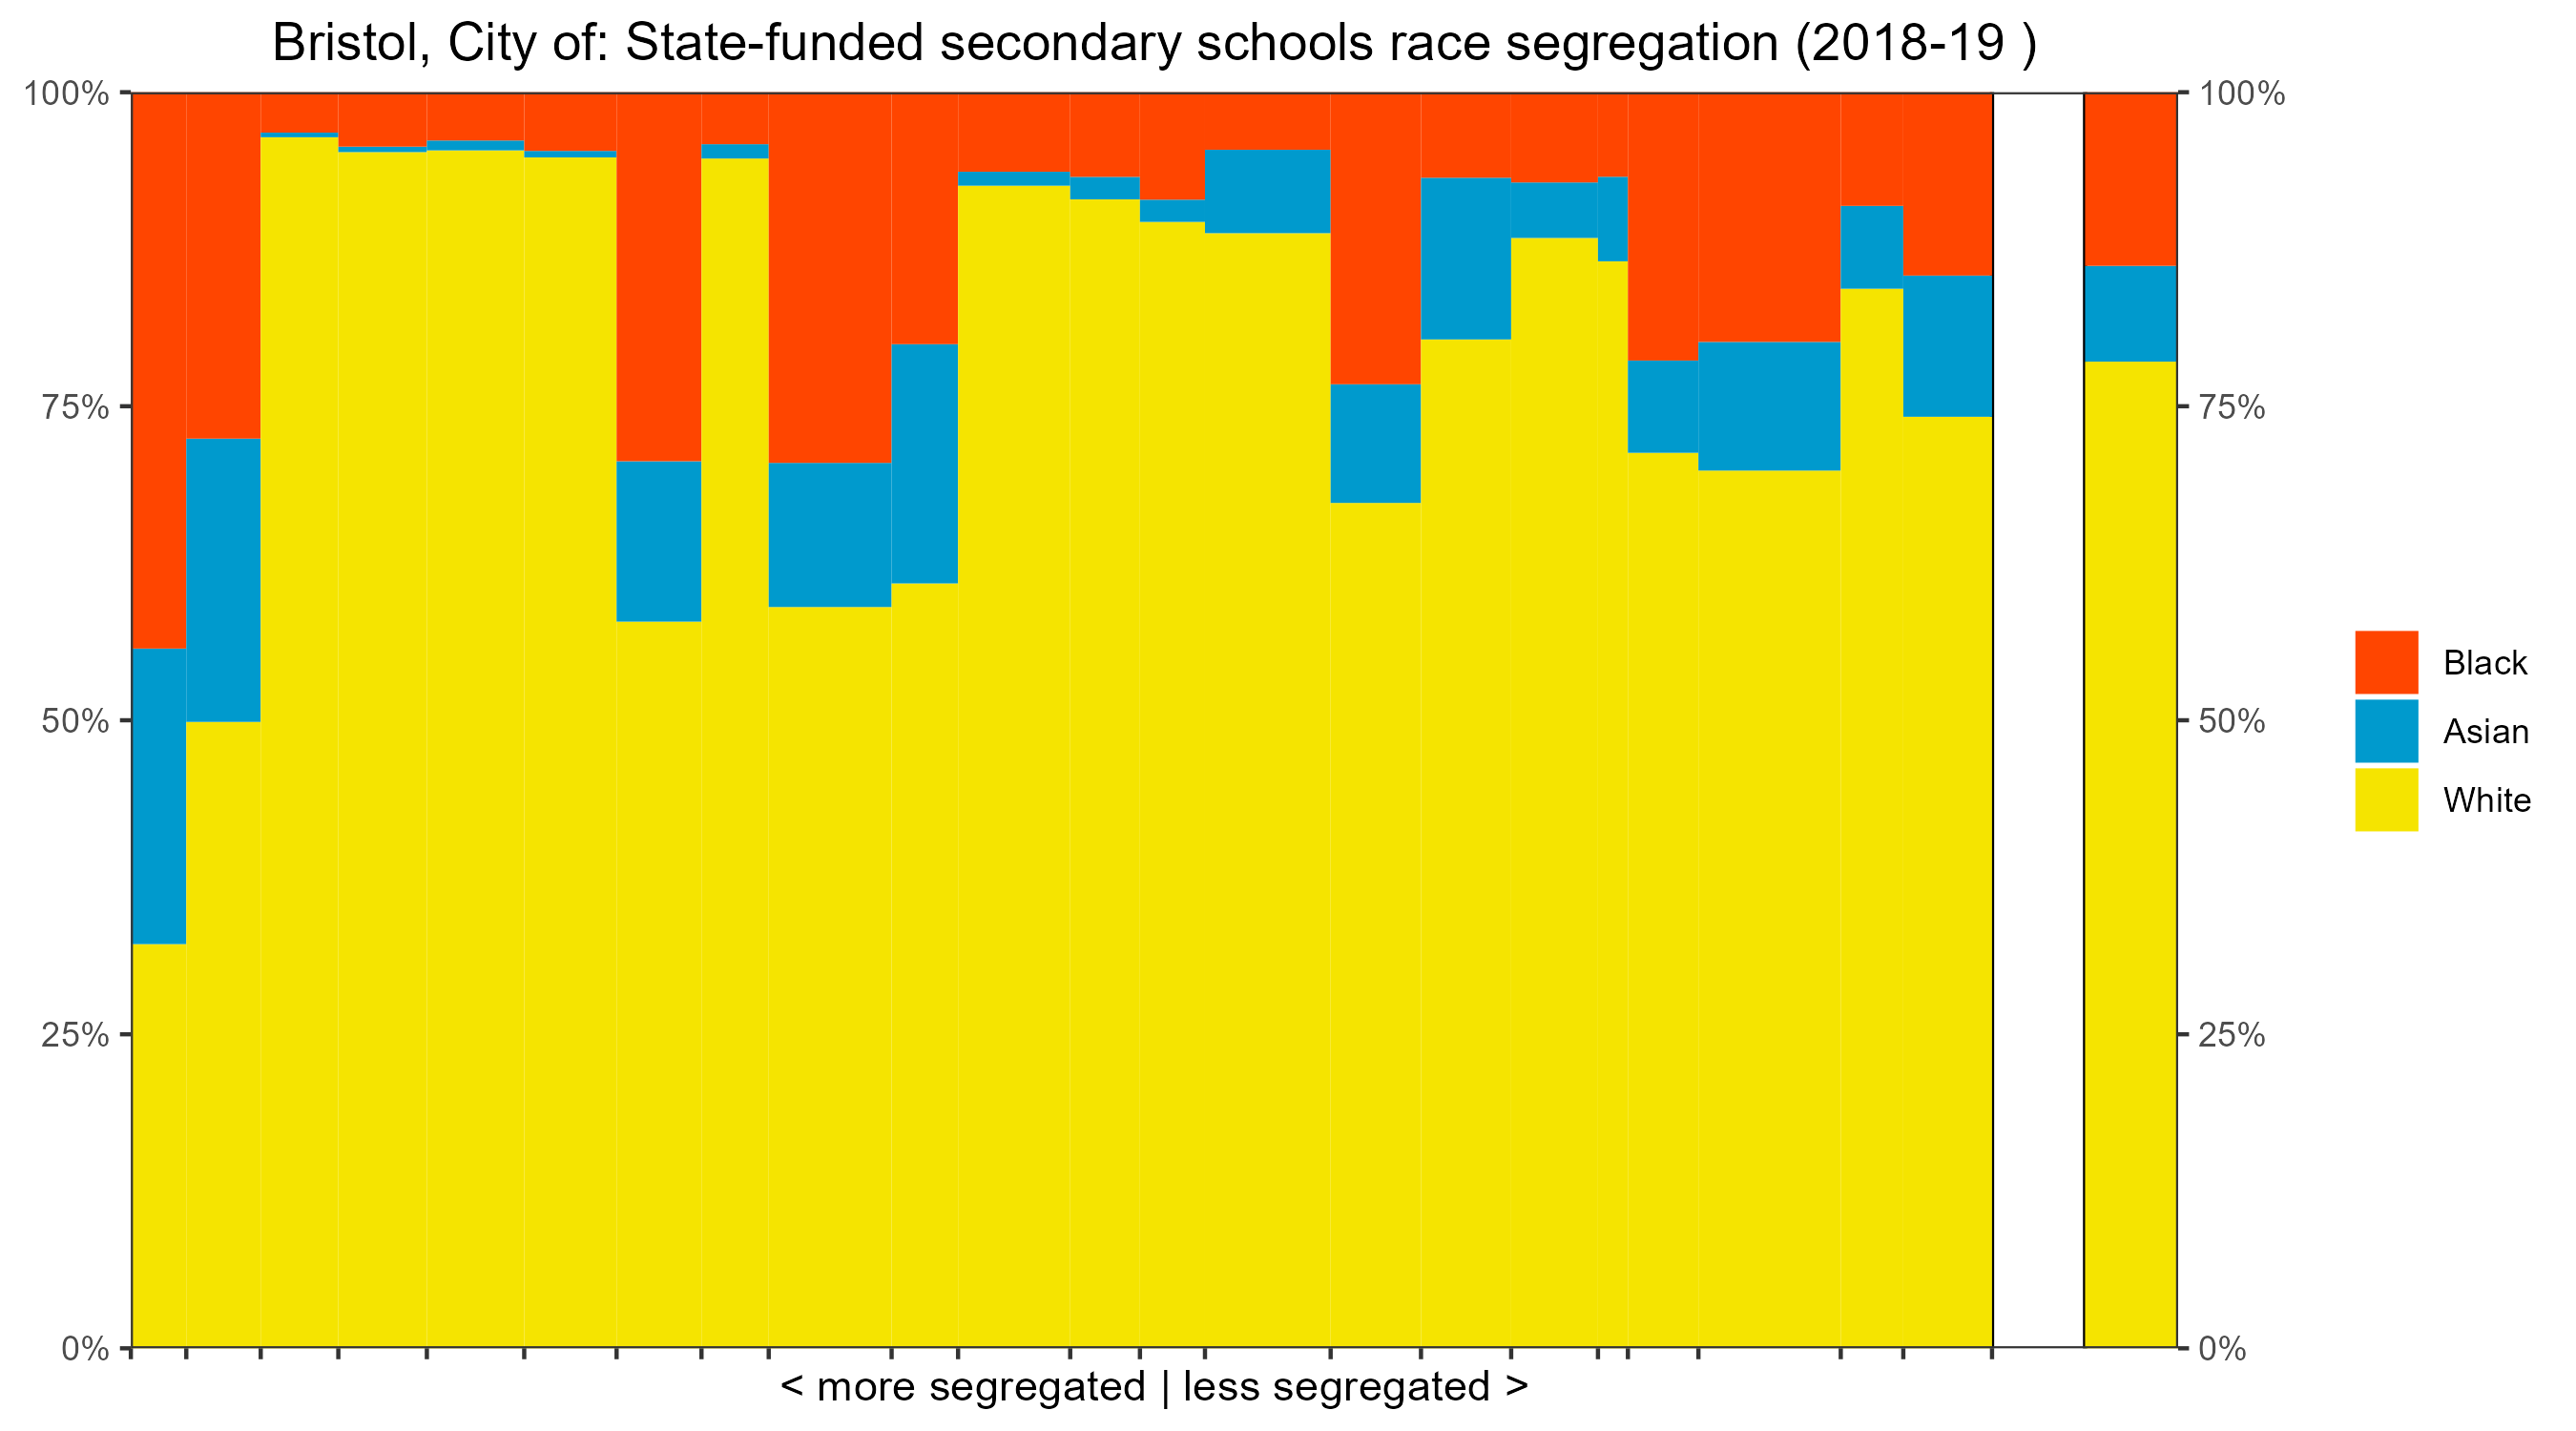 Bristol, City of: State-funded secondary schools race segregation (2018-19 )
100%
75%
50%
25%
0%
100%
75%
50%
25%
0%
Black
Asian
White
< more segregated | less segregated >